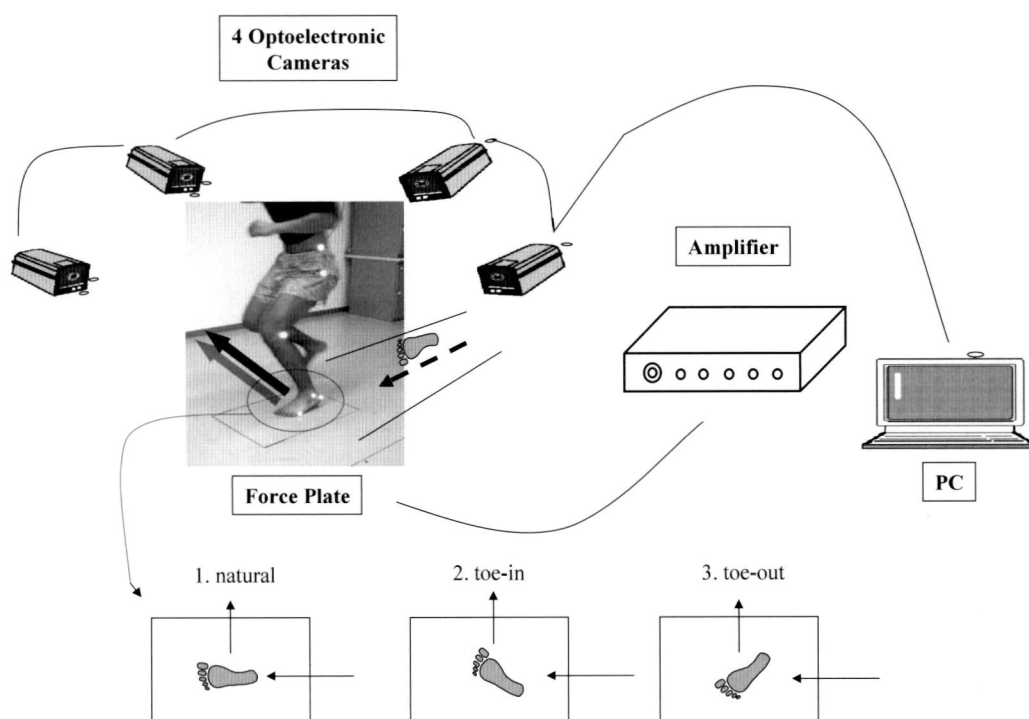 4 Optoelectronic
Cameras
Amplifier
Force Plate
PC
1. natural
2. toe-in
3. toe-out